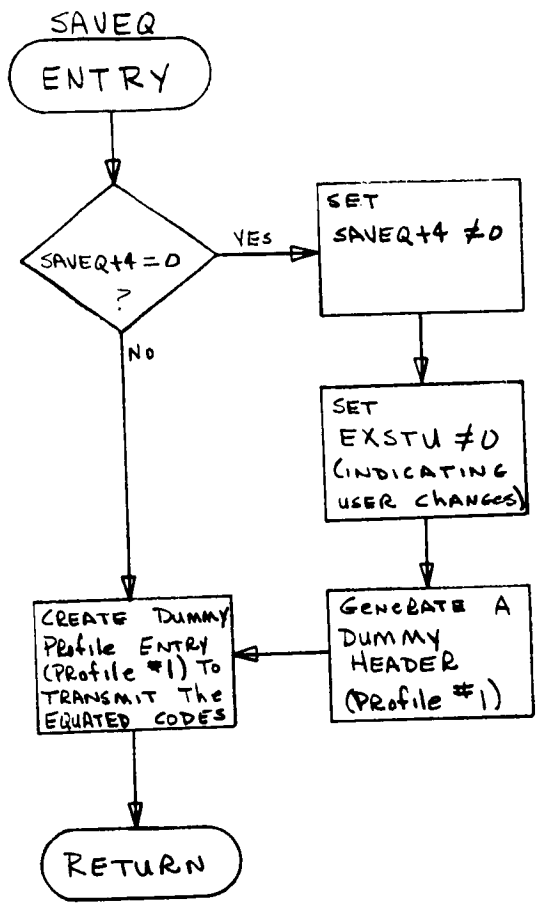 SAVEQ
ENTRY
SAVEQ+4=0
?
YES
NO
SET
SAVEQ+4 ≠0
SET
EXSTU ≠0
(INDICATING
USER CHANGES)
GENERATE A
DUMMY
HEADER
(PROFILE #1)
CREATE DUMMY
PROFILE ENTRY
(PROFILE #1) TO
TRANSMIT THE
EQUATED CODES
RETURN